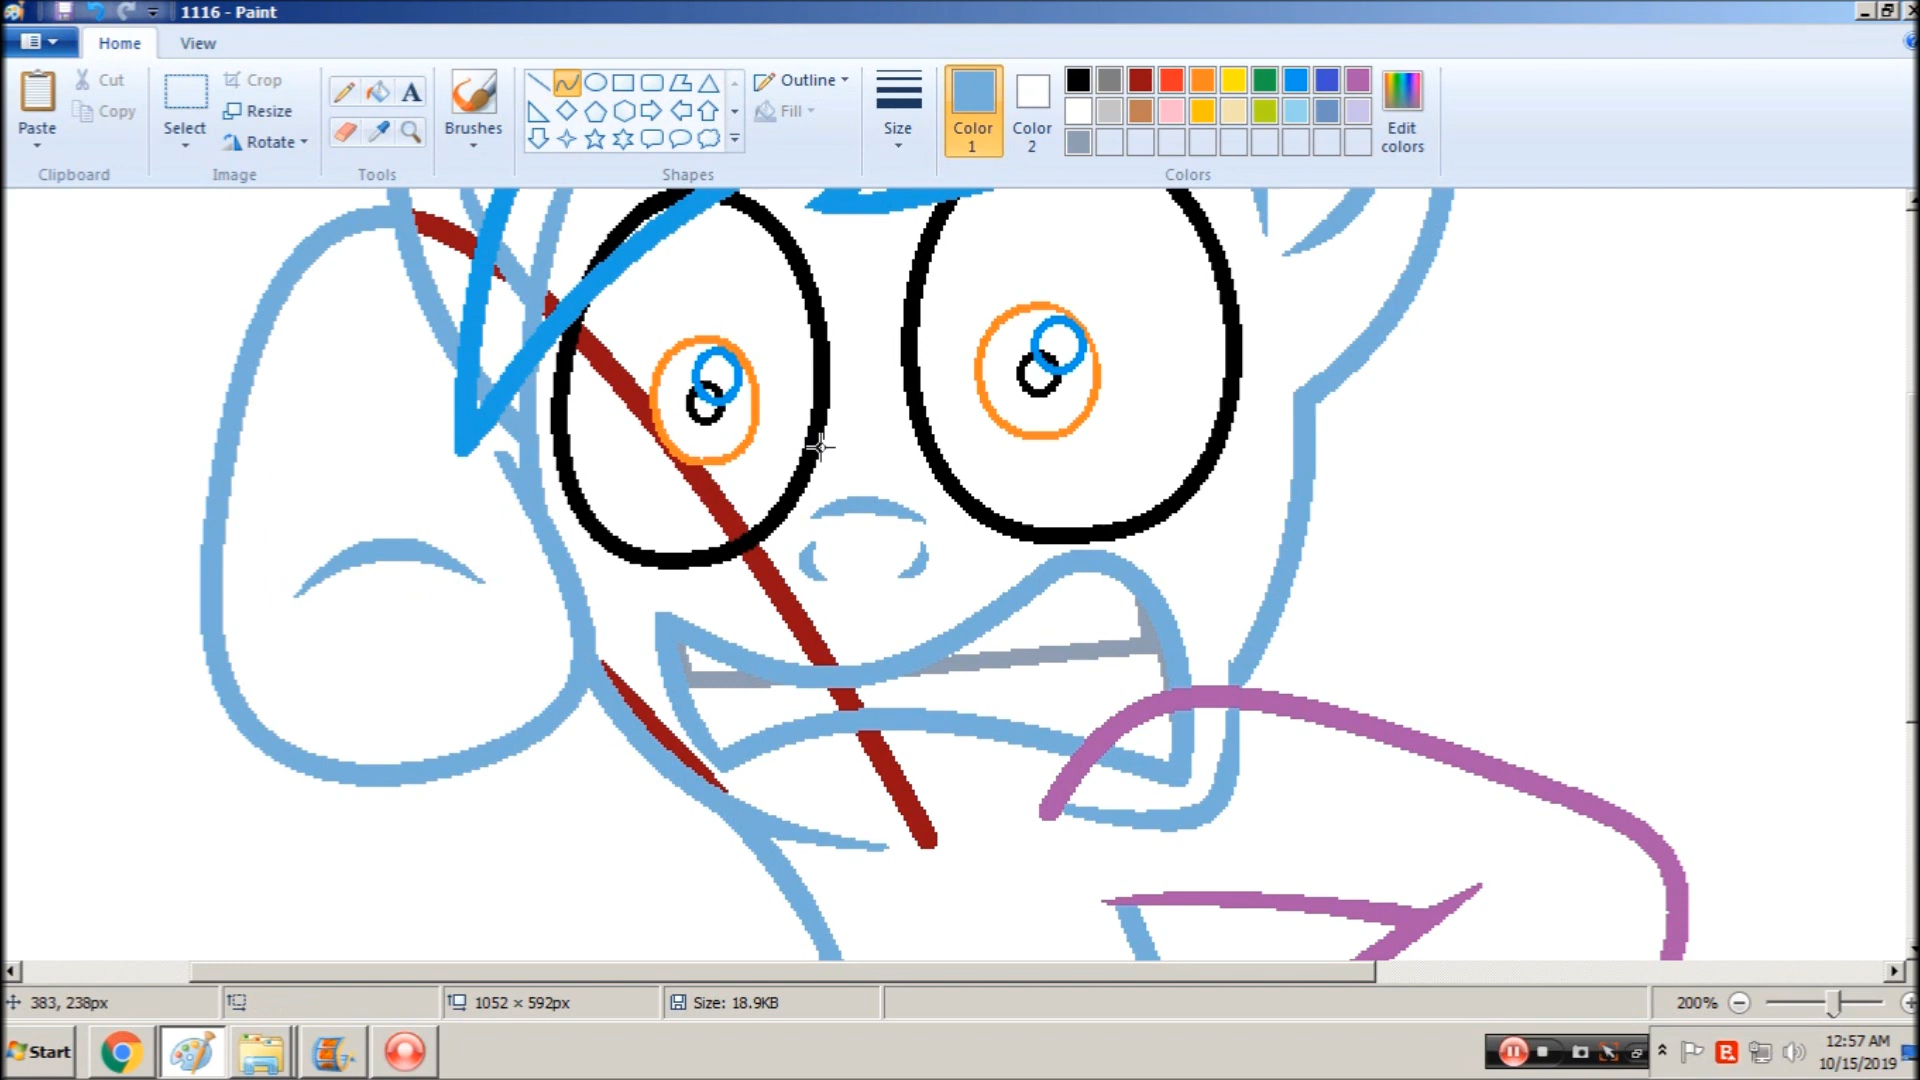 1116 - Paint
Home View
Paste
Cut
Copy
Clipboard
Select
Crop
Resize
Rotate
Image
A
Tools
Brushes
Outline
Fill
Shapes
Size
Color
1
Color
2
Edit
colors
Colors
383, 238px
1052 × 592px
Size: 18.9KB
200%
Start
12:57 AM
10/15/2019